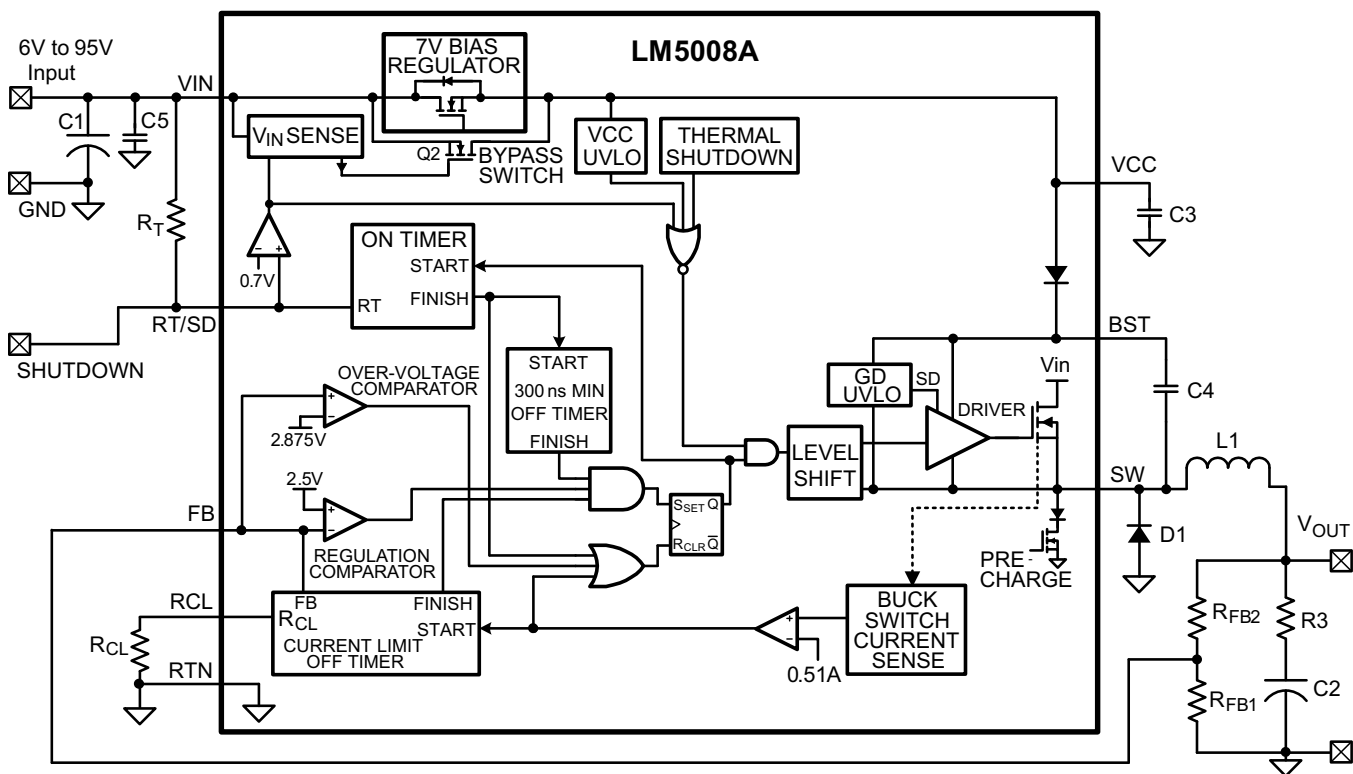 LM5008A
6V to 95V
Input
VIN
C1
C5
GND
RT
7V BIAS
REGULATOR
VIN SENSE
Q2
BYPASS
SWITCH
VCC
UVLO
THERMAL
SHUTDOWN
VCC
C3
0.7V
ON TIMER
START
FINISH
RT
RT/SD
SHUTDOWN
START
300 ns MIN
OFF TIMER
FINISH
OVER-VOLTAGE
COMPARATOR
2.875V
2.5V
FB
REGULATION
COMPARATOR
SSET Q
RCLR Q̅
LEVEL
SHIFT
GD
UVLO
SD
DRIVER
Vin
BST
C4
SW
L1
D1
VOUT
PRE-
CHARGE
RCL
RCL
RTN
FB
FINISH
RCL
START
CURRENT LIMIT
OFF TIMER
0.51A
BUCK
SWITCH
CURRENT
SENSE
RFB2
R3
RFB1
C2